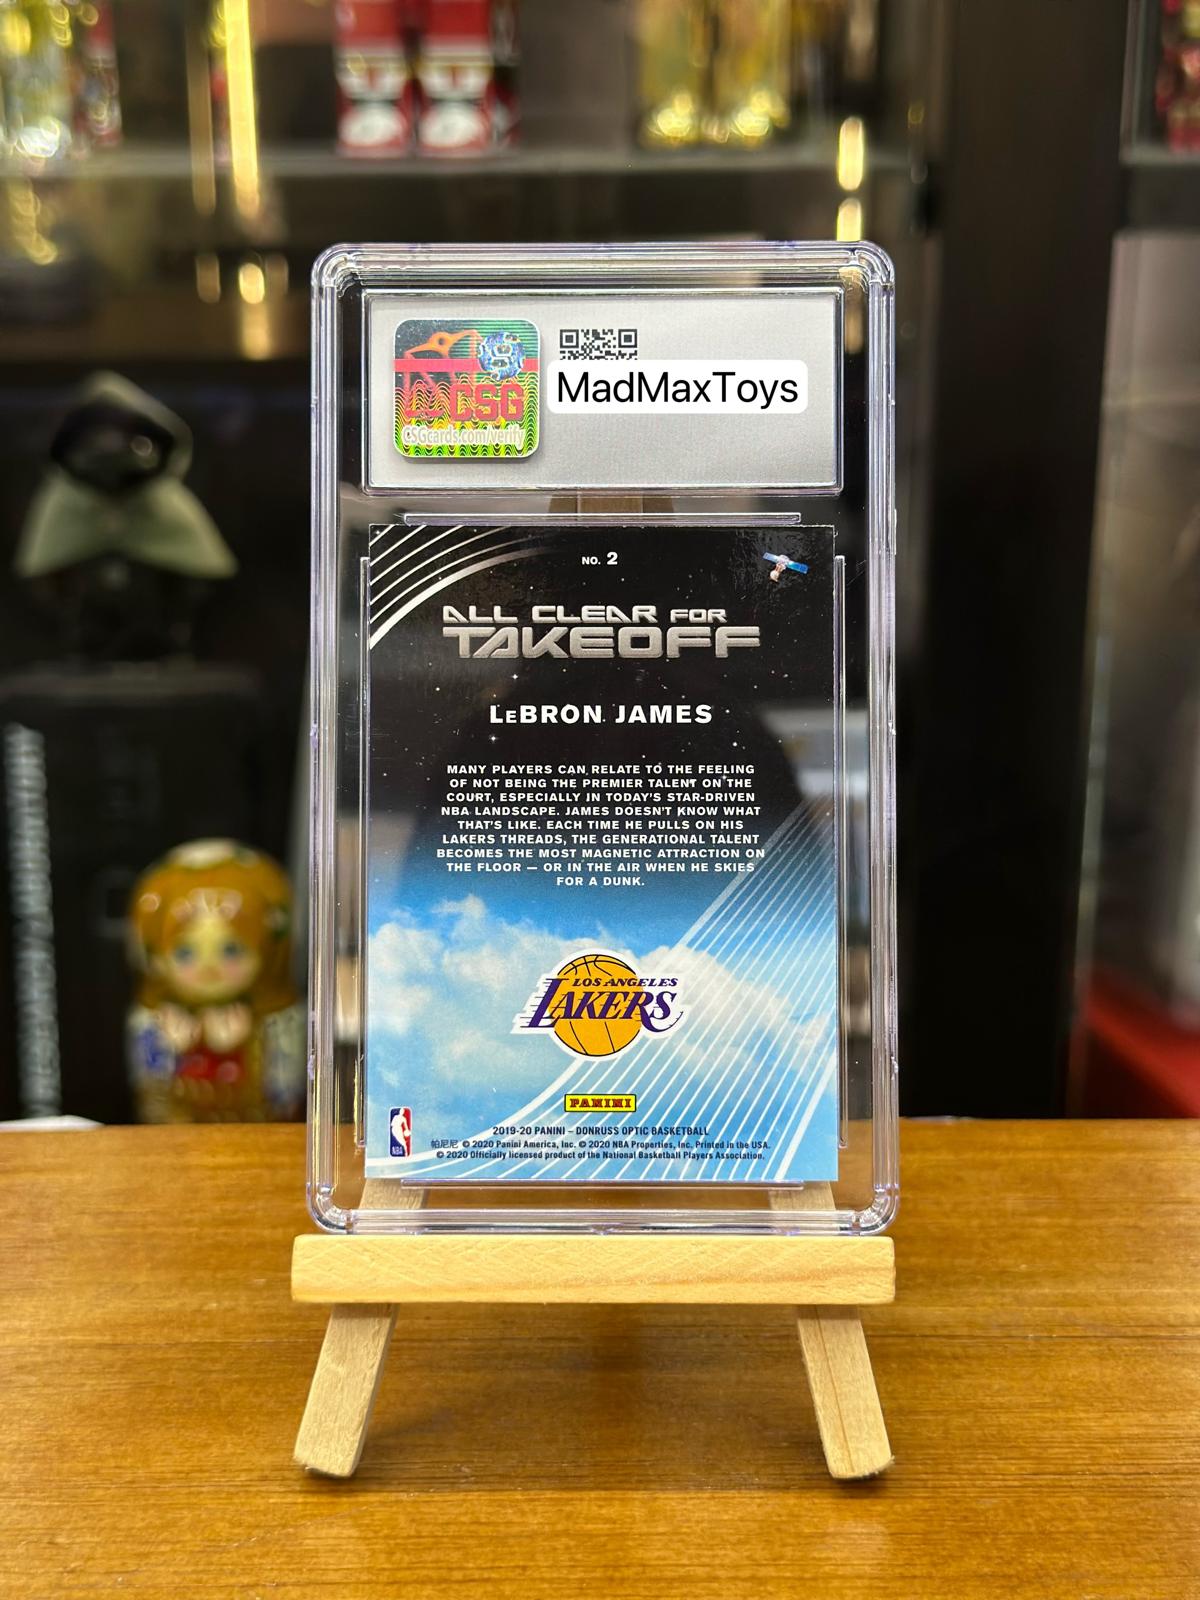 CSG
CSGcards.com/verify
MadMaxToys
NO. 2
ALL CLEAR FOR
TAKEOFF
LeBRON JAMES
MANY PLAYERS CAN RELATE TO THE FEELING
OF NOT BEING THE PREMIER TALENT ON THE
COURT, ESPECIALLY IN TODAY'S STAR-DRIVEN
NBA LANDSCAPE. JAMES DOESN'T KNOW WHAT
THAT'S LIKE. EACH TIME HE PULLS ON HIS
LAKERS THREADS, THE GENERATIONAL TALENT
BECOMES THE MOST MAGNETIC ATTRACTION ON
THE FLOOR — OR IN THE AIR WHEN HE SKIES
FOR A DUNK.
LOS ANGELES
LAKERS
PANINI
2019-20 PANINI – DONRUSS OPTIC BASKETBALL
帕尼尼 © 2020 Panini America, Inc. © 2020 NBA Properties, Inc. Printed in the USA.
© 2020 Officially licensed product of the National Basketball Players Association.
NBA